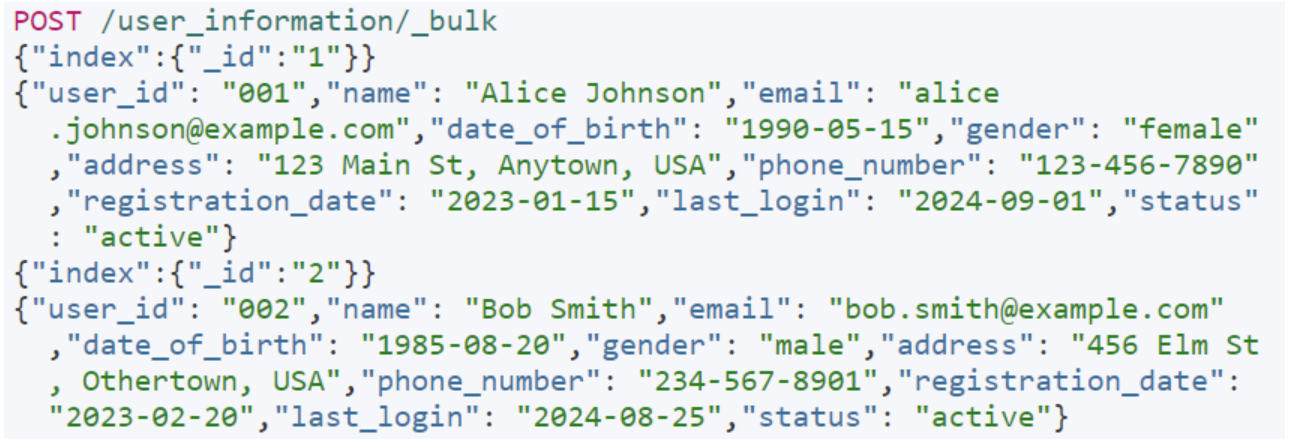 POST /user_information/_bulk
{"index":{"_id":"1"}}
{"user_id": "001","name": "Alice Johnson","email": "alice
.johnson@example.com","date_of_birth": "1990-05-15","gender": "female"
,"address": "123 Main St, Anytown, USA","phone_number": "123-456-7890"
,"registration_date": "2023-01-15","last_login": "2024-09-01","status"
: "active"}
{"index":{"_id":"2"}}
{"user_id": "002","name": "Bob Smith","email": "bob.smith@example.com"
,"date_of_birth": "1985-08-20","gender": "male","address": "456 Elm St
, Othertown, USA","phone_number": "234-567-8901","registration_date":
"2023-02-20","last_login": "2024-08-25","status": "active"}